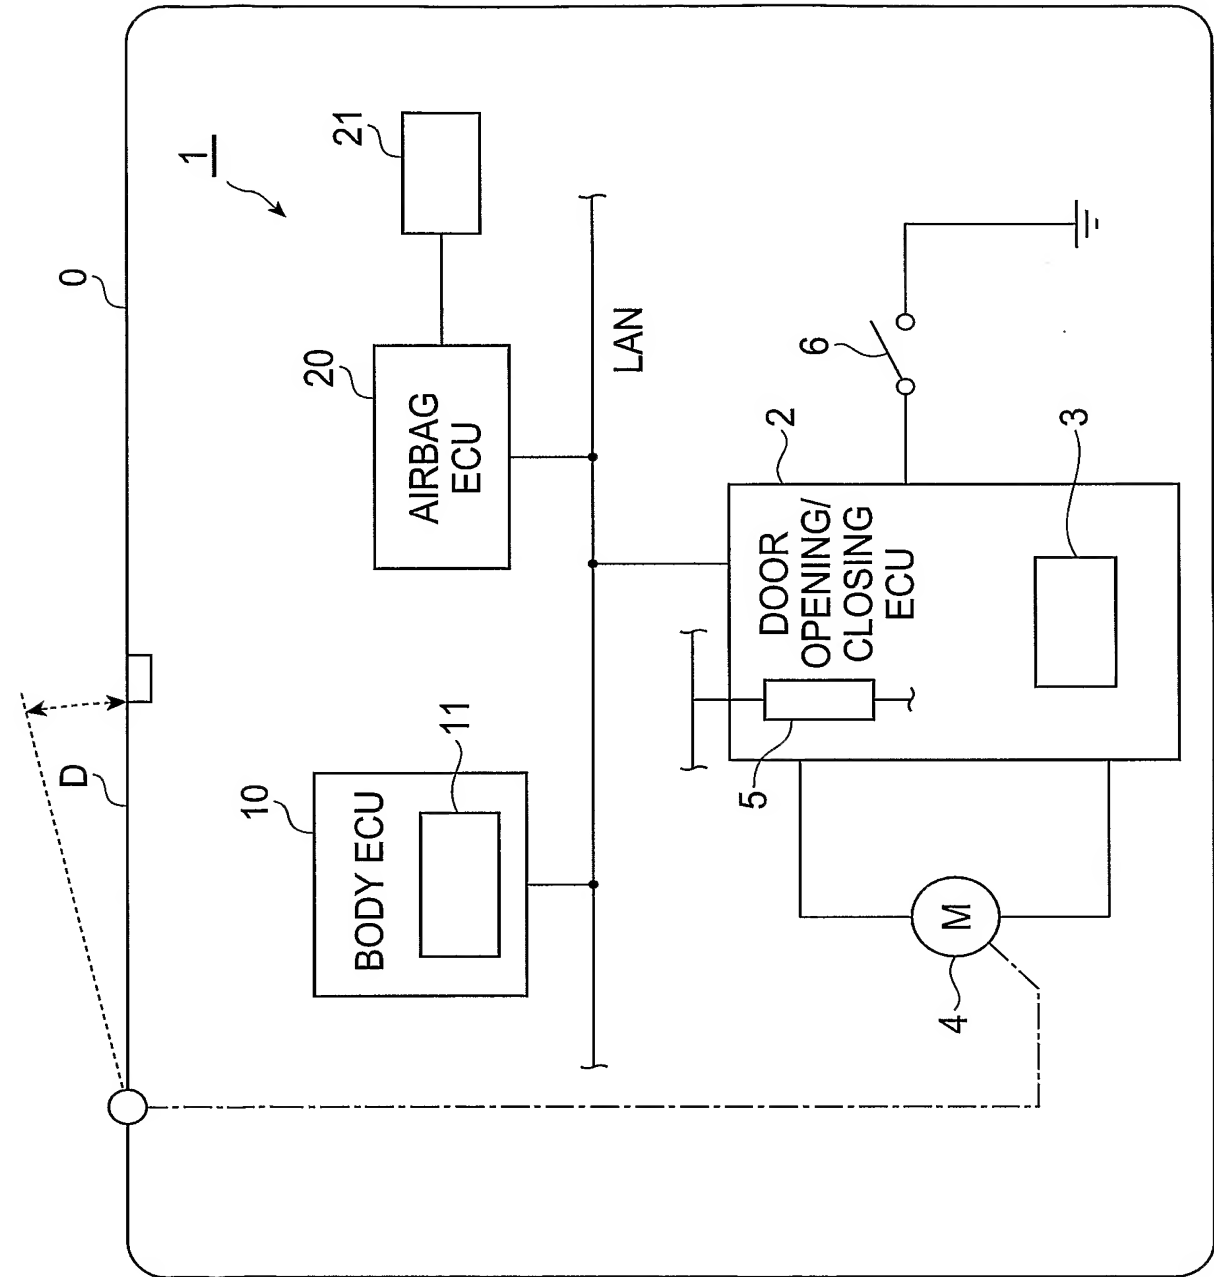 D
0
1
10
BODY ECU
11
20
AIRBAG
ECU
21
LAN
5
DOOR
OPENING/
CLOSING
ECU
2
6
3
M
4